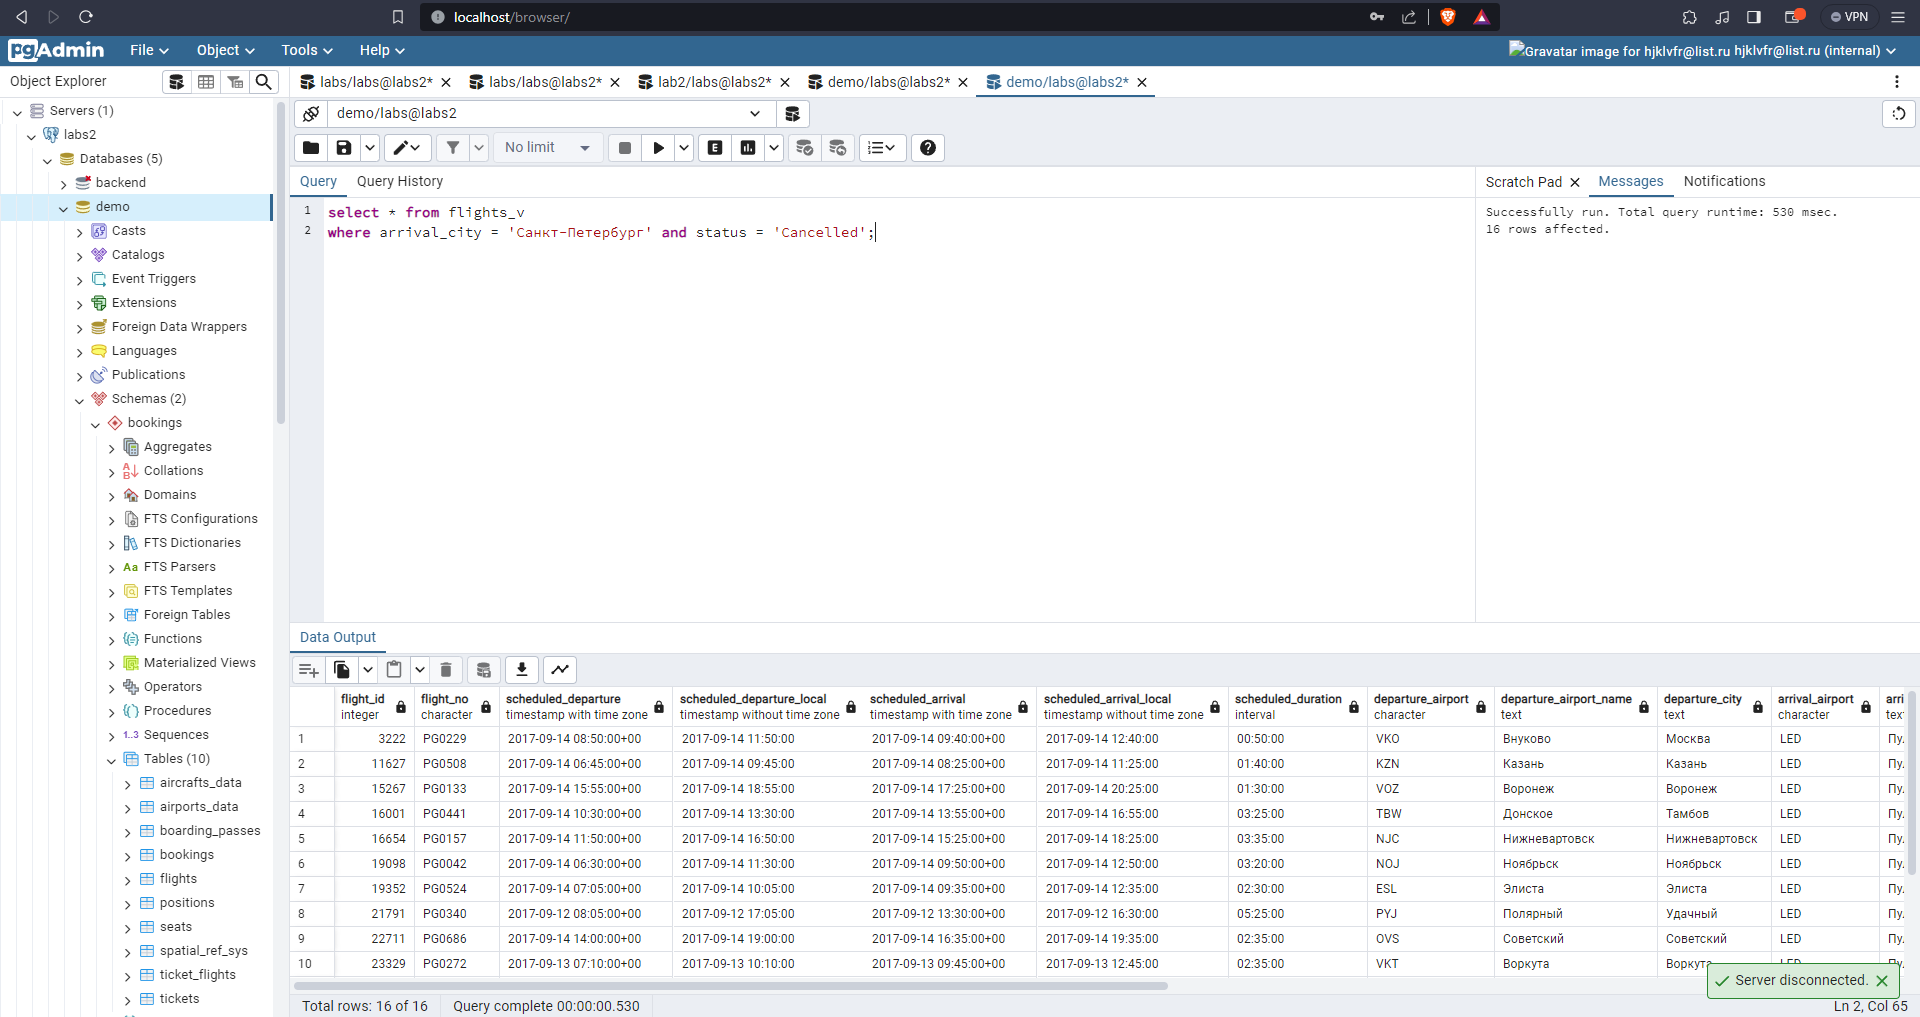 localhost/browser/
VPN
pgAdmin
File
Object
Tools
Help
Gravatar image for hjklvfr@list.ru hjklvfr@list.ru (internal)
Object Explorer
labs/labs@labs2*
labs/labs@labs2*
lab2/labs@labs2*
demo/labs@labs2*
demo/labs@labs2*
Servers (1)
labs2
Databases (5)
backend
demo
Casts
Catalogs
Event Triggers
Extensions
Foreign Data Wrappers
Languages
Publications
Schemas (2)
bookings
Aggregates
Collations
Domains
FTS Configurations
FTS Dictionaries
Aa FTS Parsers
FTS Templates
Foreign Tables
Functions
Materialized Views
Operators
Procedures
1..3 Sequences
Tables (10)
aircrafts_data
airports_data
boarding_passes
bookings
flights
positions
seats
spatial_ref_sys
ticket_flights
tickets
demo/labs@labs2
No limit
E
Query
Query History
Scratch Pad
Messages
Notifications
1 select * from flights_v
2 where arrival_city = 'Санкт-Петербург' and status = 'Cancelled';
Successfully run. Total query runtime: 530 msec.
16 rows affected.
Data Output
flight_id flight_no scheduled_departure scheduled_departure_local scheduled_arrival scheduled_arrival_local scheduled_duration departure_airport departure_airport_name departure_city arrival_airport arri
integer character timestamp with time zone timestamp without time zone timestamp with time zone timestamp without time zone interval character text text character tex
1 3222 PG0229 2017-09-14 08:50:00+00 2017-09-14 11:50:00 2017-09-14 09:40:00+00 2017-09-14 12:40:00 00:50:00 VKO Внуково Москва LED Пу.
2 11627 PG0508 2017-09-14 06:45:00+00 2017-09-14 09:45:00 2017-09-14 08:25:00+00 2017-09-14 11:25:00 01:40:00 KZN Казань Казань LED Пу.
3 15267 PG0133 2017-09-14 15:55:00+00 2017-09-14 18:55:00 2017-09-14 17:25:00+00 2017-09-14 20:25:00 01:30:00 VOZ Воронеж Воронеж LED Пу.
4 16001 PG0441 2017-09-14 10:30:00+00 2017-09-14 13:30:00 2017-09-14 13:55:00+00 2017-09-14 16:55:00 03:25:00 TBW Донское Тамбов LED Пу.
5 16654 PG0157 2017-09-14 11:50:00+00 2017-09-14 16:50:00 2017-09-14 15:25:00+00 2017-09-14 18:25:00 03:35:00 NJC Нижневартовск Нижневартовск LED Пу.
6 19098 PG0042 2017-09-14 06:30:00+00 2017-09-14 11:30:00 2017-09-14 09:50:00+00 2017-09-14 12:50:00 03:20:00 NOJ Ноябрьск Ноябрьск LED Пу.
7 19352 PG0524 2017-09-14 07:05:00+00 2017-09-14 10:05:00 2017-09-14 09:35:00+00 2017-09-14 12:35:00 02:30:00 ESL Элиста Элиста LED Пу.
8 21791 PG0340 2017-09-12 08:05:00+00 2017-09-12 17:05:00 2017-09-12 13:30:00+00 2017-09-12 16:30:00 05:25:00 PYJ Полярный Удачный LED Пу.
9 22711 PG0686 2017-09-14 14:00:00+00 2017-09-14 19:00:00 2017-09-14 16:35:00+00 2017-09-14 19:35:00 02:35:00 OVS Советский Советский LED Пу.
10 23329 PG0272 2017-09-13 07:10:00+00 2017-09-13 10:10:00 2017-09-13 09:45:00+00 2017-09-13 12:45:00 02:35:00 VKT Воркута Воркута
Server disconnected.
Total rows: 16 of 16
Query complete 00:00:00.530
Ln 2, Col 65